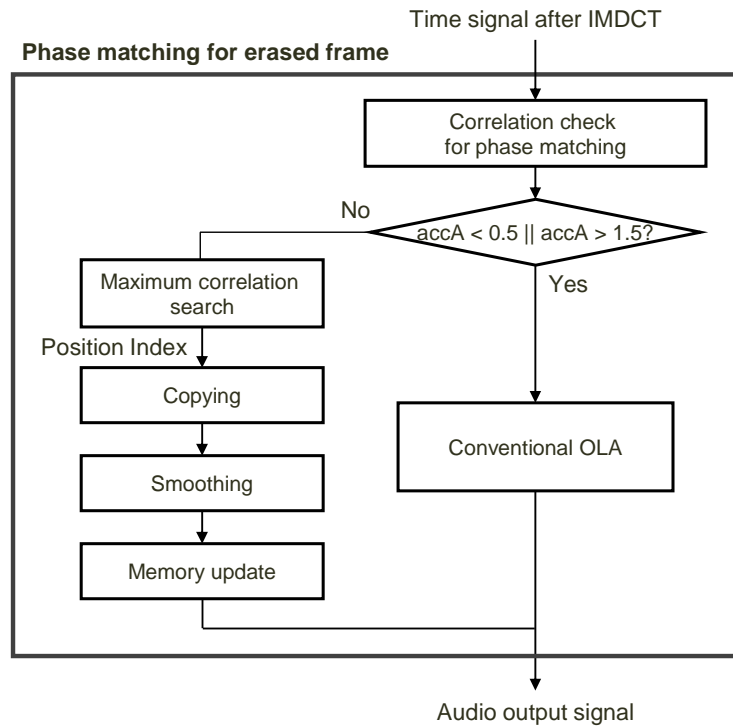 Time signal after IMDCT
Phase matching for erased frame
Correlation check
for phase matching
No
accA < 0.5 || accA > 1.5?
Yes
Maximum correlation
search
Position Index
Copying
Conventional OLA
Smoothing
Memory update
Audio output signal